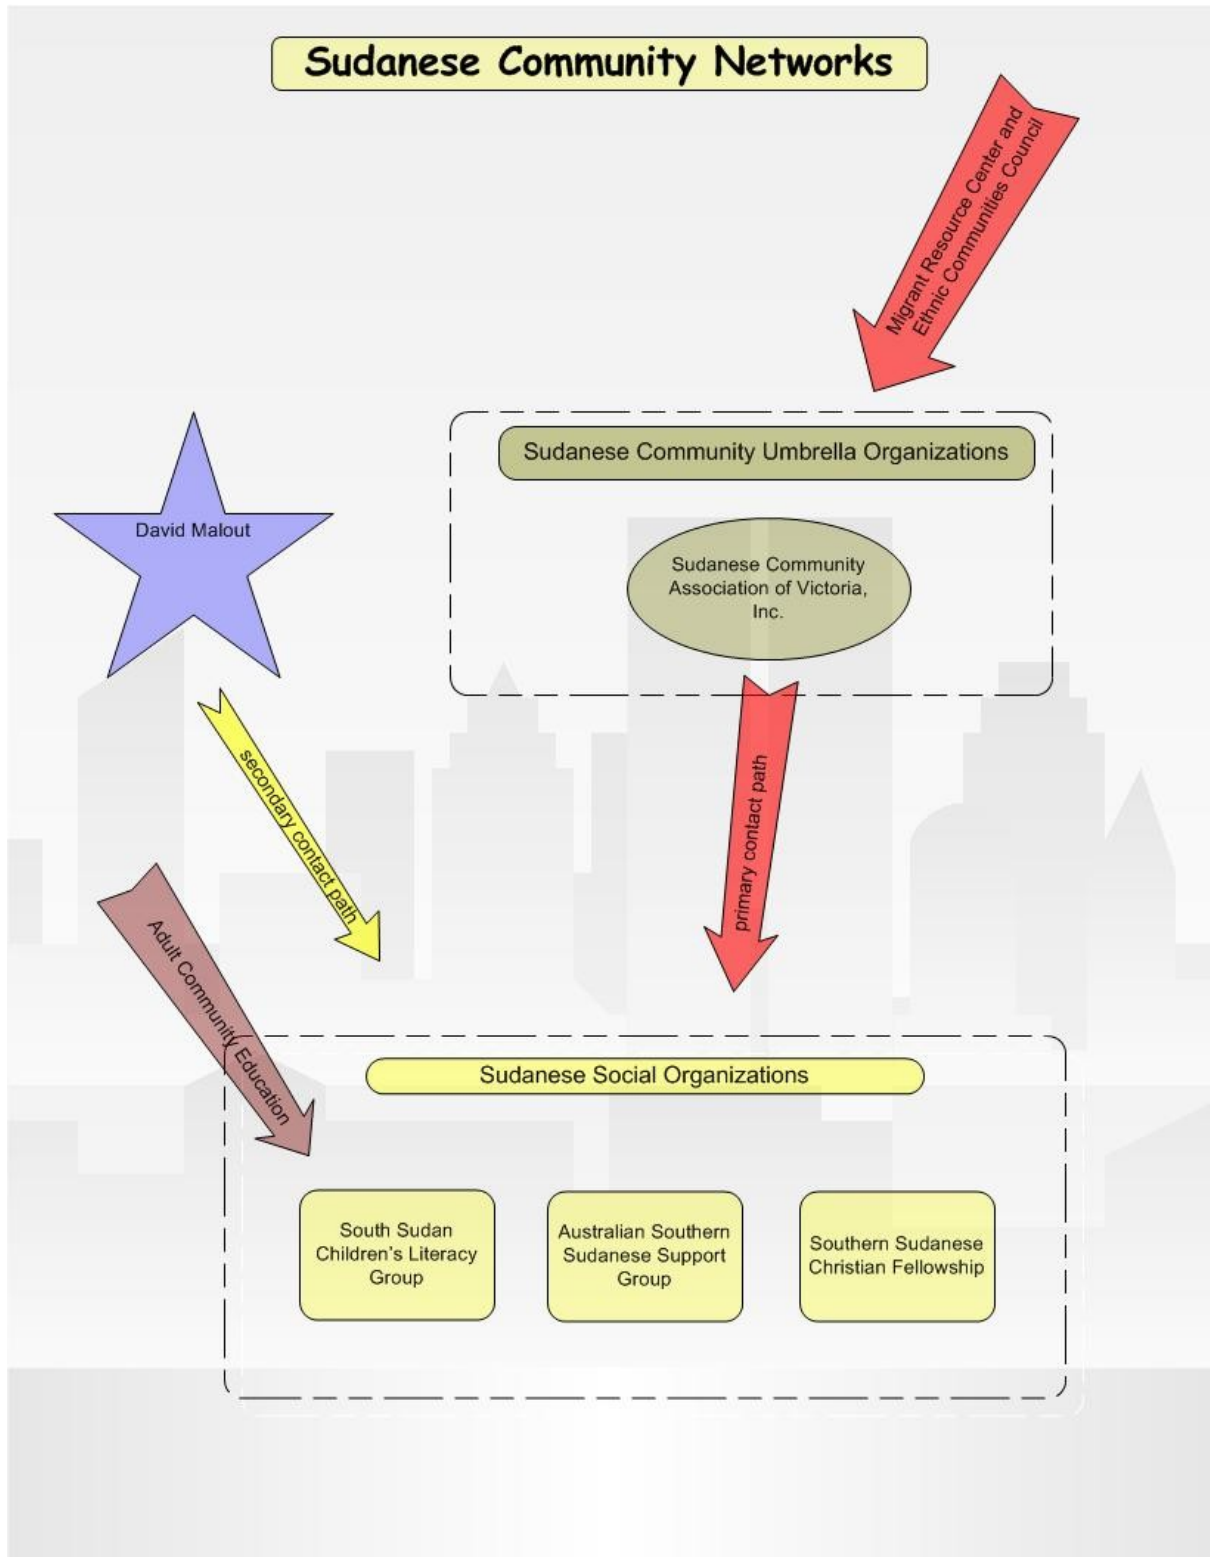 Sudanese Community Networks
Migrant Resource Center and
Ethnic Communities Council
Sudanese Community Umbrella Organizations
David Malout
Sudanese Community
Association of Victoria,
Inc.
secondary contact path
primary contact path
Adult Community Education
Sudanese Social Organizations
South Sudan
Children's Literacy
Group
Australian Southern
Sudanese Support
Group
Southern Sudanese
Christian Fellowship